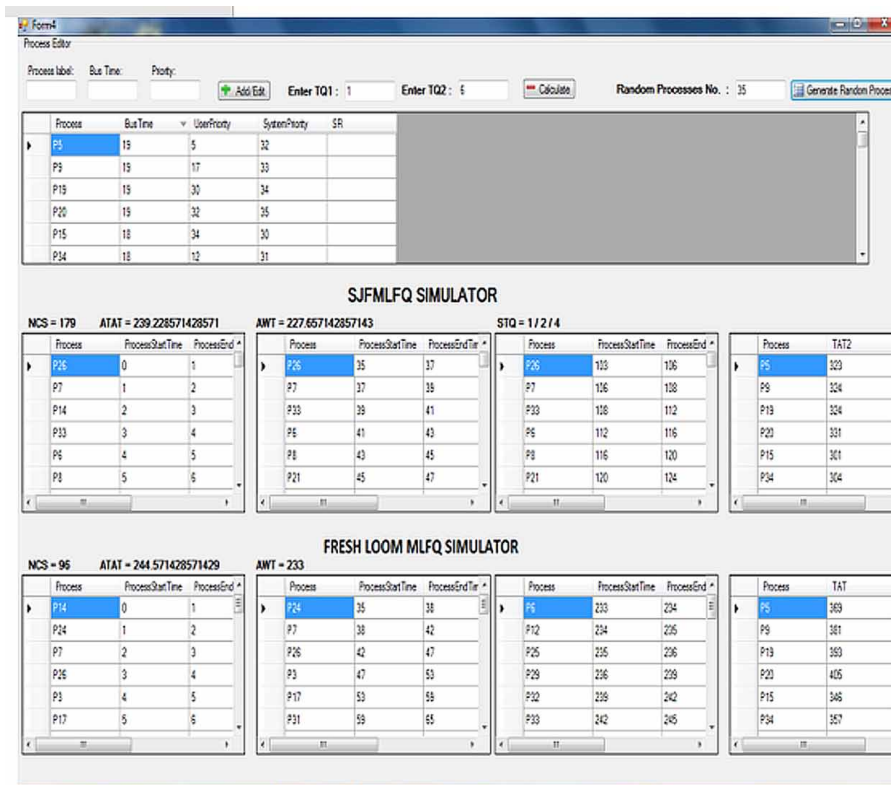 Form4
Process Editor
Process label: Bus Time: Priority:
Add/Edit Enter TQ1 : 1 Enter TQ2 : 6 Calculate Random Processes No. : 35 Generate Random Proces
Process BusTime UserPriority SystemPriority SR
P5 19 5 32
P9 19 17 33
P19 19 30 34
P20 19 32 35
P15 18 34 30
P34 18 12 31
SJFMLFQ SIMULATOR
NCS = 179 ATAT = 239.228571428571 AWT = 227.657142857143 STQ = 1 / 2 / 4
Process ProcessStartTime ProcessEnd Process ProcessStartTime ProcessEndTim Process ProcessStartTime ProcessEnd Process TAT2
P26 0 1 P26 35 37 P26 103 106 P5 323
P7 1 2 P7 37 39 P7 106 108 P9 324
P14 2 3 P33 39 41 P33 108 112 P19 324
P33 3 4 P6 41 43 P6 112 116 P20 331
P6 4 5 P8 43 45 P8 116 120 P15 301
P8 5 6 P21 45 47 P21 120 124 P34 304
FRESH LOOM MLFQ SIMULATOR
NCS = 96 ATAT = 244.571428571429 AWT = 233
Process ProcessStartTime ProcessEnd Process ProcessStartTime ProcessEndTim Process ProcessStartTime ProcessEnd Process TAT
P14 0 1 P24 35 38 P6 233 234 P5 369
P24 1 2 P7 38 42 P12 234 235 P9 381
P7 2 3 P26 42 47 P25 235 236 P19 393
P26 3 4 P3 47 53 P29 236 239 P20 405
P3 4 5 P17 53 59 P32 239 242 P15 346
P17 5 6 P31 59 65 P33 242 245 P34 357